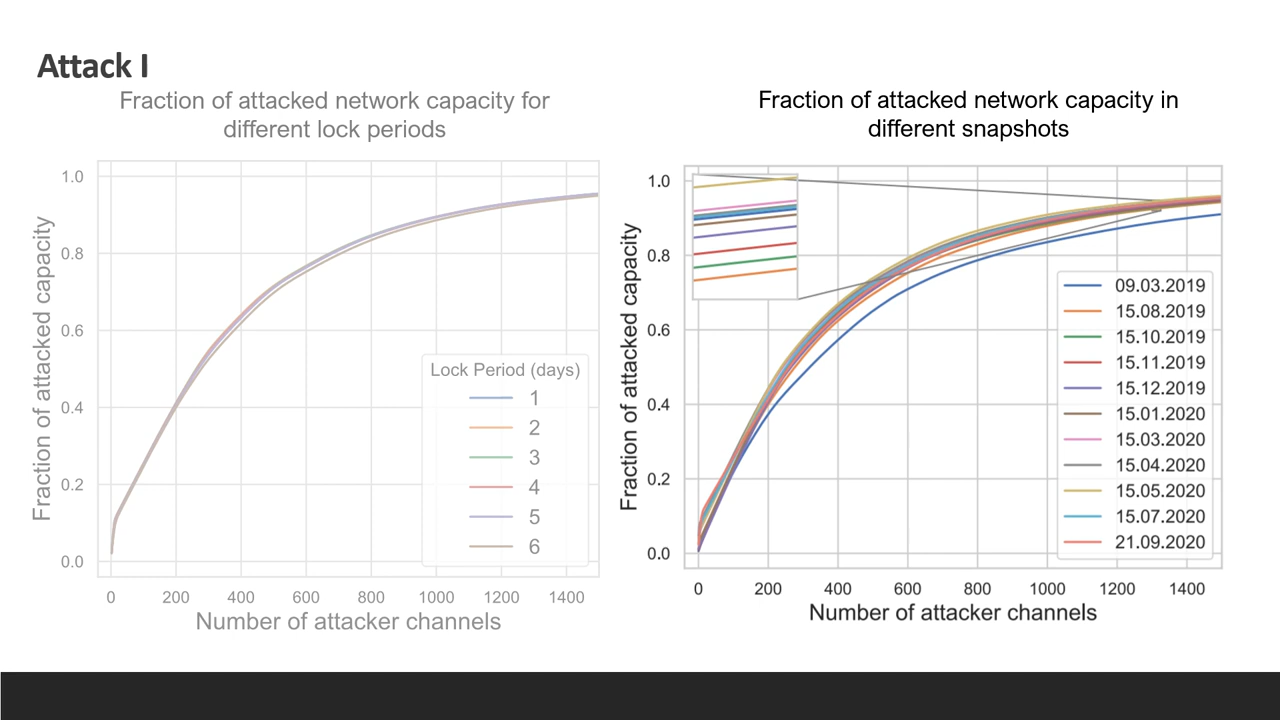 Attack I
Fraction of attacked network capacity for
different lock periods
1.0
0.8
0.6
0.4
0.2
0.0
Fraction of attacked capacity
Lock Period (days)
1
2
3
4
5
6
0 200 400 600 800 1000 1200 1400
Number of attacker channels
Fraction of attacked network capacity in
different snapshots
1.0
0.8
0.6
0.4
0.2
0.0
Fraction of attacked capacity
09.03.2019
15.08.2019
15.10.2019
15.11.2019
15.12.2019
15.01.2020
15.03.2020
15.04.2020
15.05.2020
15.07.2020
21.09.2020
0 200 400 600 800 1000 1200 1400
Number of attacker channels